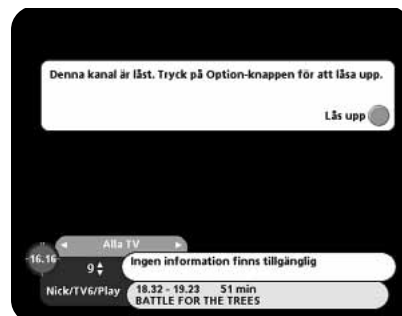 Denna kanal är låst. Tryck på Option-knappen för att låsa upp.
Lås upp
Alla TV
16.16
9
Ingen information finns tillgänglig
Nick/TV6/Play
18.32 - 19.23 51 min
BATTLE FOR THE TREES